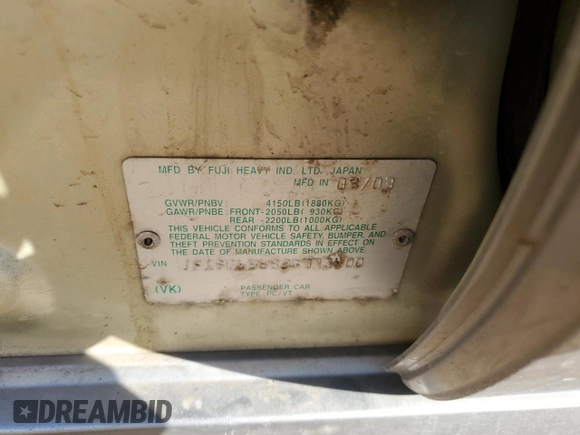 MFD BY FUJI HEAVY IND. LTD. JAPAN
MFD IN 03/03
GVWR/PNBV: 4150LB(1880KG)
GAWR/PNBE: FRONT-2050LB( 930KG)
REAR -2200LB(1000KG)
THIS VEHICLE CONFORMS TO ALL APPLICABLE
FEDERAL MOTOR VEHICLE SAFETY, BUMPER, AND
THEFT PREVENTION STANDARDS IN EFFECT ON
THE DATE OF MANUFACTURE SHOWN ABOVE.
VIN
(VK) PASSENGER CAR
TYPE:PC/VT
DREAMBID